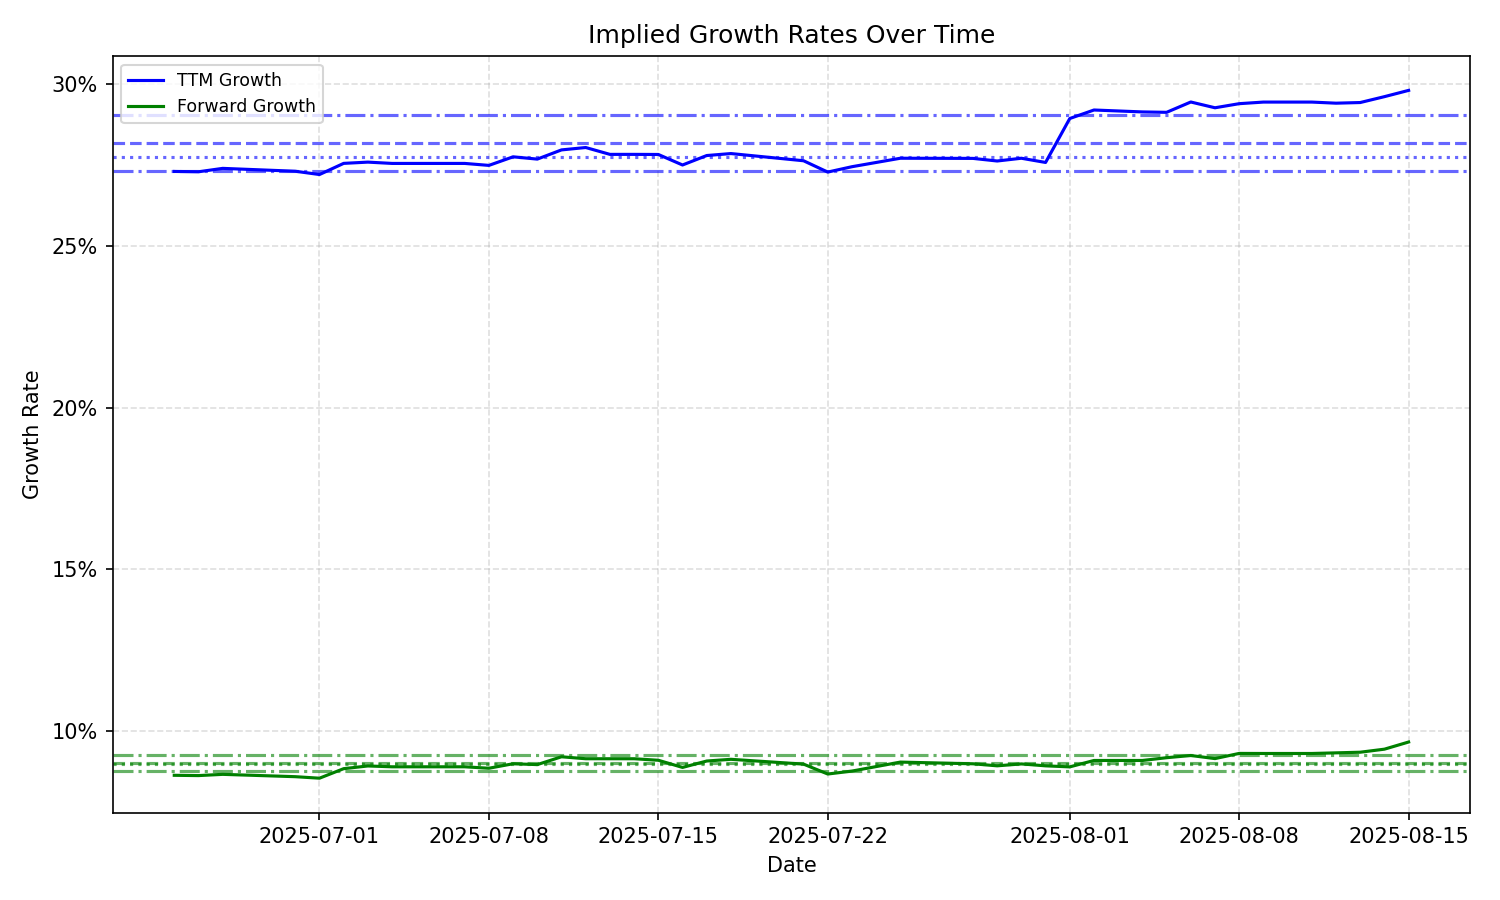 Implied Growth Rates Over Time
TTM Growth
Forward Growth
30%
25%
20%
15%
10%
Growth Rate
2025-07-01 2025-07-08 2025-07-15 2025-07-22 2025-08-01 2025-08-08 2025-08-15
Date